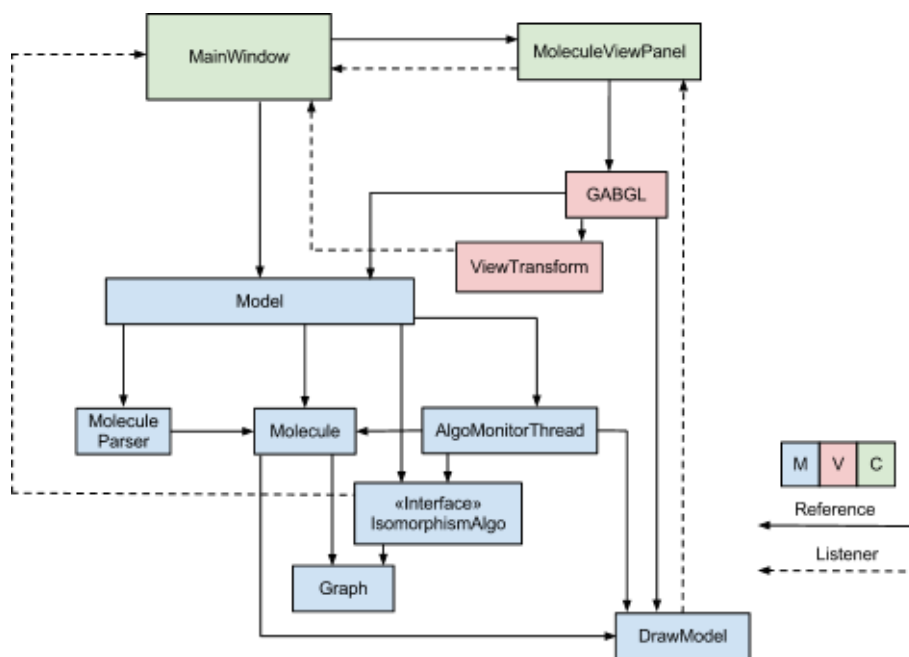 MainWindow
MoleculeViewPanel
GABGL
ViewTransform
Model
Molecule
Parser
Molecule
AlgoMonitorThread
«Interface»
IsomorphismAlgo
Graph
DrawModel
M V C
Reference
Listener